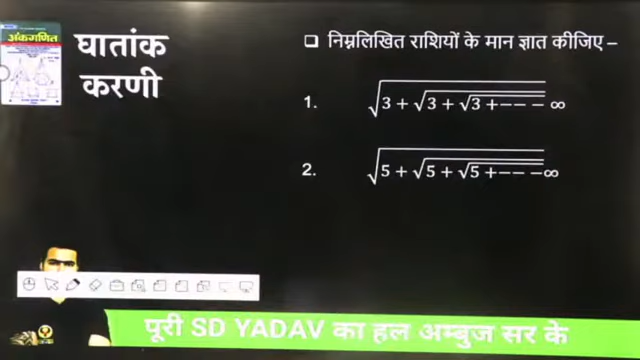 अंकगणित
घातांक
करणी
❑ निम्नलिखित राशियों के मान ज्ञात कीजिए –
1. √3 + √3 + √3 +−−− ∞
2. √5 + √5 + √5 +−−−∞
पूरी SD YADAV का हल अम्बुज सर के